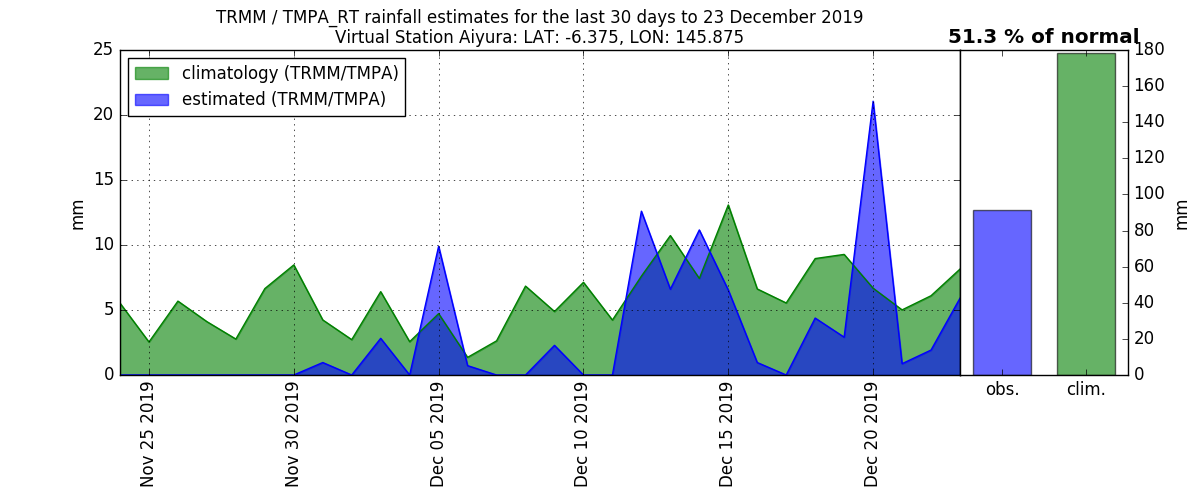 TRMM / TMPA_RT rainfall estimates for the last 30 days to 23 December 2019
Virtual Station Aiyura: LAT: -6.375, LON: 145.875
51.3 % of normal
climatology (TRMM/TMPA)
estimated (TRMM/TMPA)
mm
25
20
15
10
5
0
Nov 25 2019
Nov 30 2019
Dec 05 2019
Dec 10 2019
Dec 15 2019
Dec 20 2019
obs.
clim.
180
160
140
120
100
80
60
40
20
0
mm